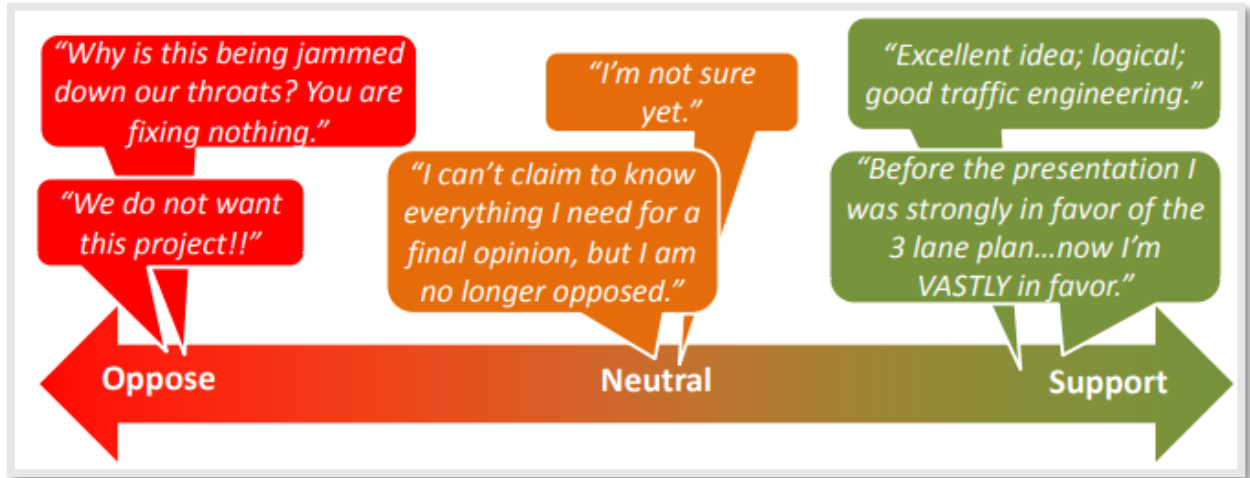 “Why is this being jammed
down our throats? You are
fixing nothing.”
“We do not want
this project!!”
“I’m not sure
yet.”
“I can’t claim to know
everything I need for a
final opinion, but I am
no longer opposed.”
“Excellent idea; logical;
good traffic engineering.”
“Before the presentation I
was strongly in favor of the
3 lane plan…now I’m
VASTLY in favor.”
Oppose
Neutral
Support